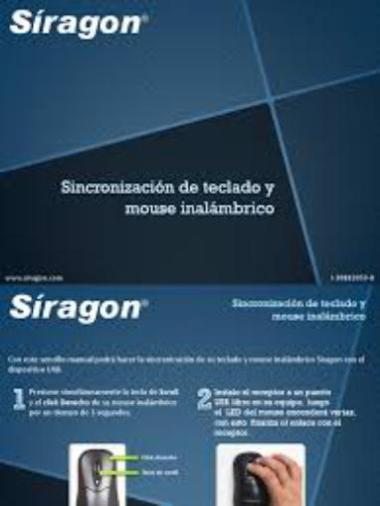 Síragon®
Sincronización de teclado y
mouse inalámbrico
www.siragon.com
Síragon®
Sincronización de teclado y
mouse inalámbrico
Con este sencillo manual podrá hacer la sincronización de su teclado y mouse inalámbrico Síragon con el
dispositivo USB.
1 Presione simultáneamente la tecla de Scroll
y el click Derecho de su mouse inalámbrico
por un tiempo de 5 segundos.
2 Instale el receptor a un puerto
USB libre en su equipo, luego
el LED del mouse encenderá varias,
con esto finaliza el enlace con el
receptor.
Click derecho
Tecla de scroll